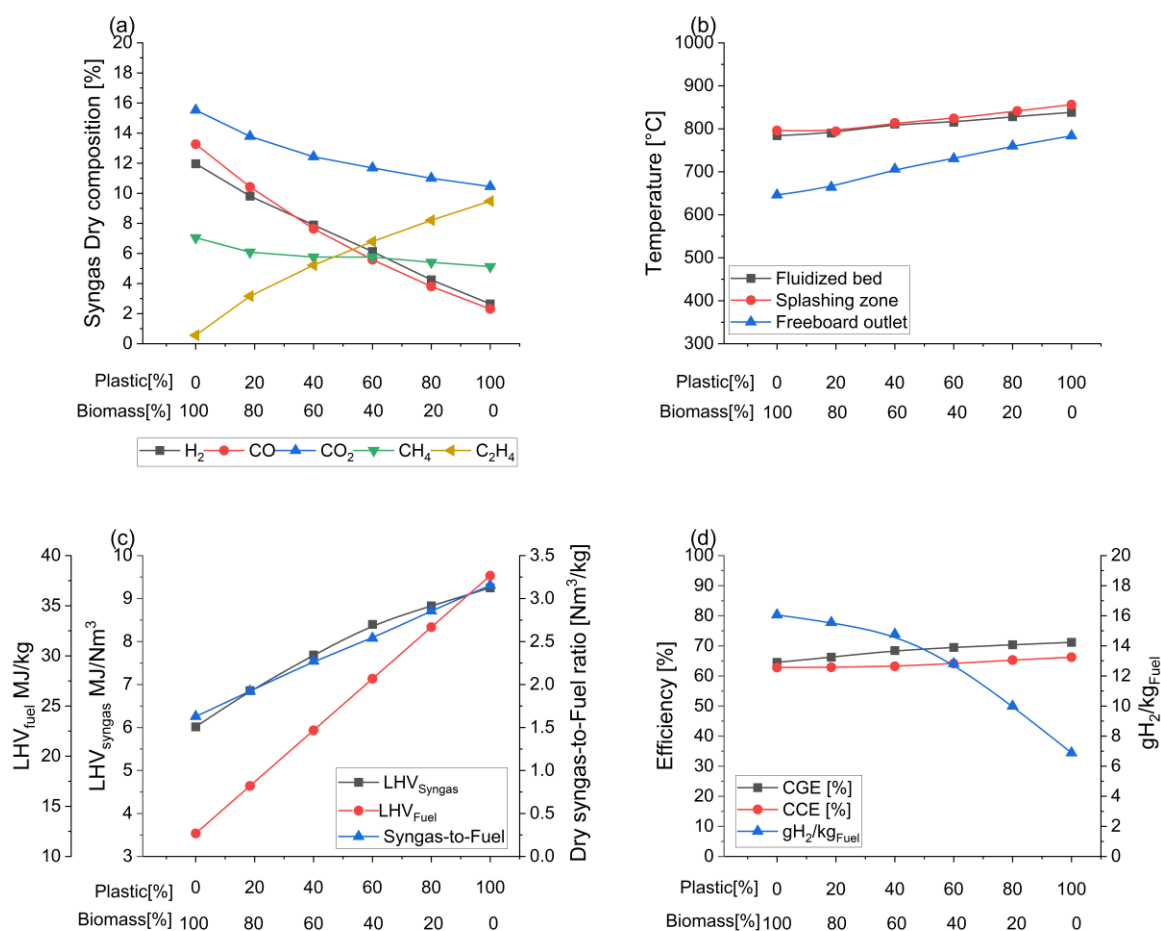 (a)
Syngas Dry composition [%]
20
18
16
14
12
10
8
6
4
2
0
Plastic[%] 0 20 40 60 80 100
Biomass[%] 100 80 60 40 20 0
H₂ CO CO₂ CH₄ C₂H₄
(b)
Temperature [°C]
1000
900
800
700
600
500
400
300
Fluidized bed
Splashing zone
Freeboard outlet
Plastic[%] 0 20 40 60 80 100
Biomass[%] 100 80 60 40 20 0
(c)
LHV_fuel MJ/kg
40
35
30
25
20
15
10
LHV_syngas MJ/Nm³
10
9
8
7
6
5
4
3
LHV_Syngas
LHV_Fuel
Syngas-to-Fuel
3.5
3.0
2.5
2.0
1.5
1.0
0.5
0.0
Dry syngas-to-Fuel ratio [Nm³/kg]
Plastic[%] 0 20 40 60 80 100
Biomass[%] 100 80 60 40 20 0
(d)
Efficiency [%]
100
90
80
70
60
50
40
30
20
10
0
CGE [%]
CCE [%]
gH₂/kg_Fuel
20
18
16
14
12
10
8
6
4
2
0
gH₂/kg_Fuel
Plastic[%] 0 20 40 60 80 100
Biomass[%] 100 80 60 40 20 0